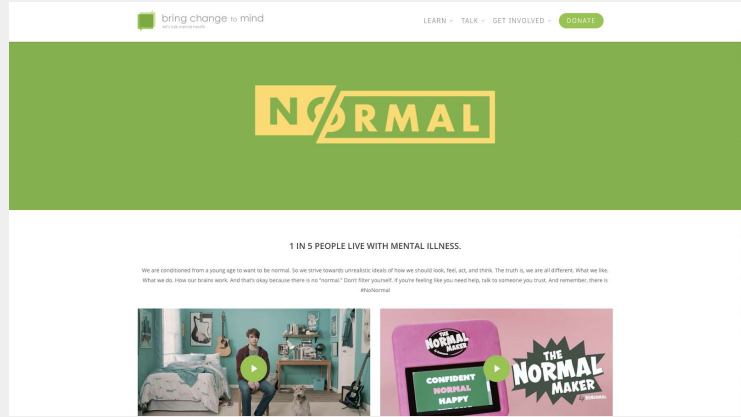 bring change to mind
let's talk mental health
LEARN
TALK
GET INVOLVED
DONATE
NORMAL
1 IN 5 PEOPLE LIVE WITH MENTAL ILLNESS.
We are conditioned from a young age to want to be normal. So we strive towards unrealistic ideals of how we should look, feel, act, and think. The truth is, we are all different. What we like.
What we do. How our brains work. And that's okay because there is no "normal." Don't filter yourself. If you're feeling like you need help, talk to someone you trust. And remember, there is
#NoNormal
THE
NORMAL
MAKER
CONFIDENT
NORMAL
HAPPY
THE
NORMAL
MAKER